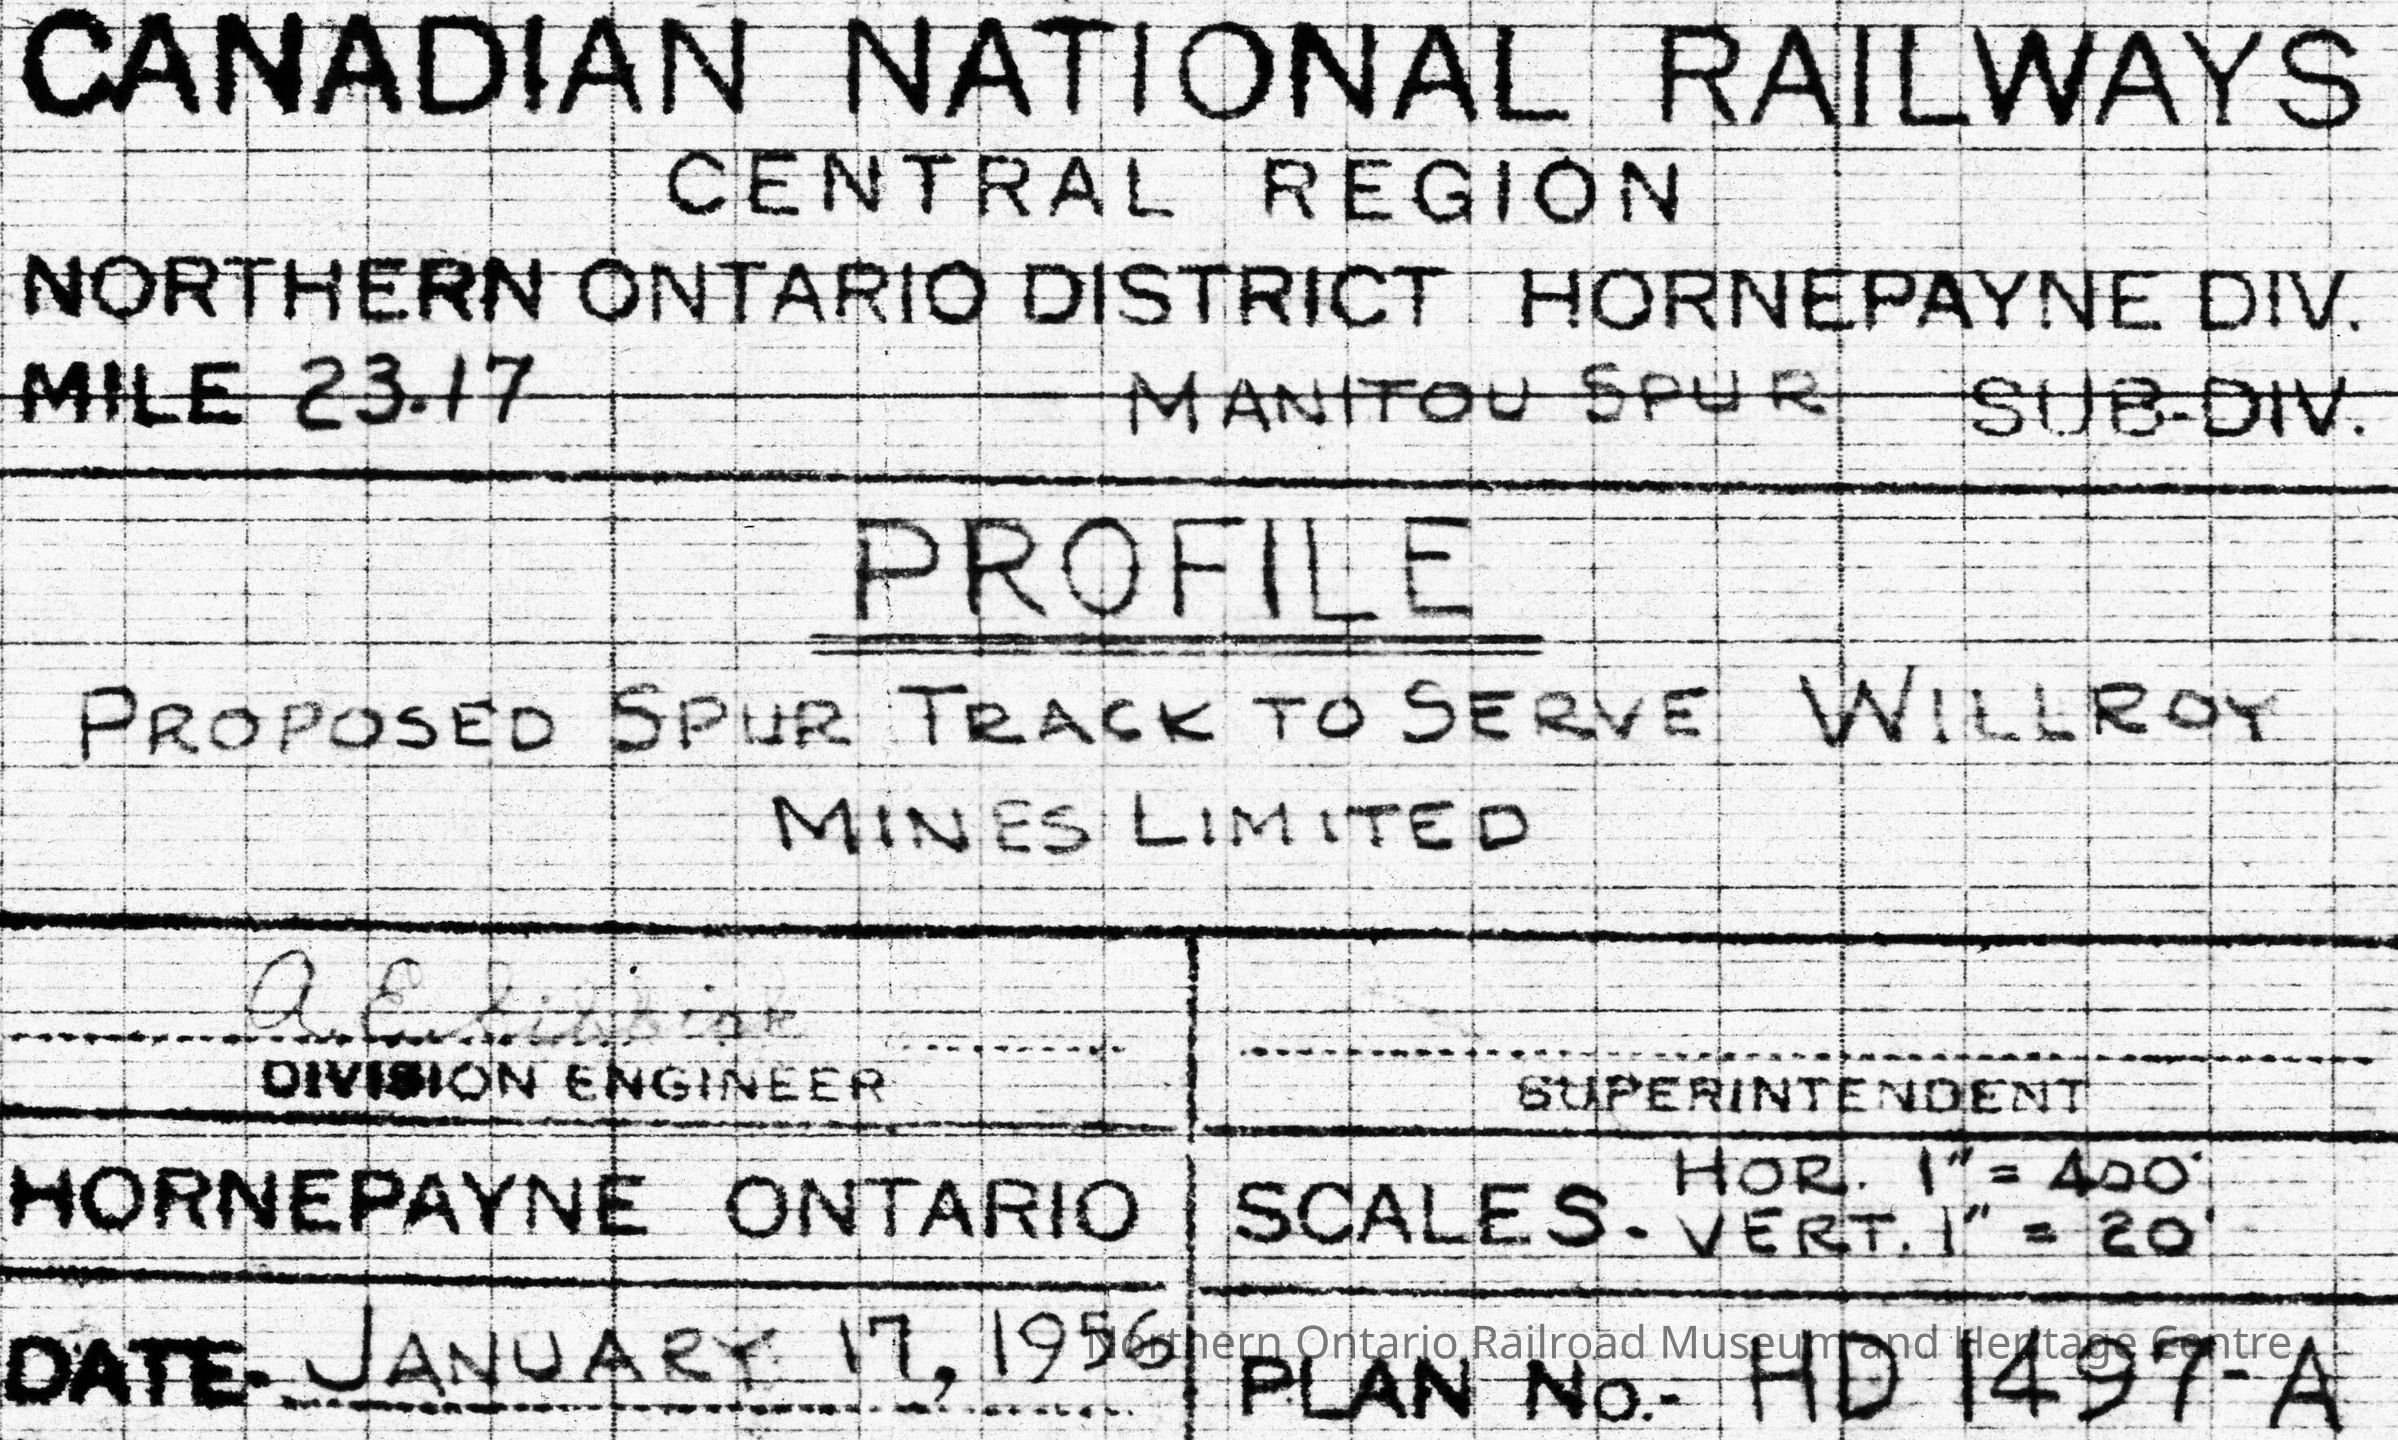 CANADIAN NATIONAL RAILWAYS
CENTRAL REGION
NORTHERN ONTARIO DISTRICT HORNEPAYNE DIV.
MILE 23.17 MANITOU SPUR SUB-DIV.
PROFILE
PROPOSED SPUR TRACK TO SERVE WILLROY
MINES LIMITED
A. E.
DIVISION ENGINEER
SUPERINTENDENT
HORNEPAYNE ONTARIO
SCALES. HOR. 1" = 400'
VERT. 1" = 20'
DATE- JANUARY 17, 1956
PLAN No.- HD 1497-A
Northern Ontario Railroad Museum and Heritage Centre